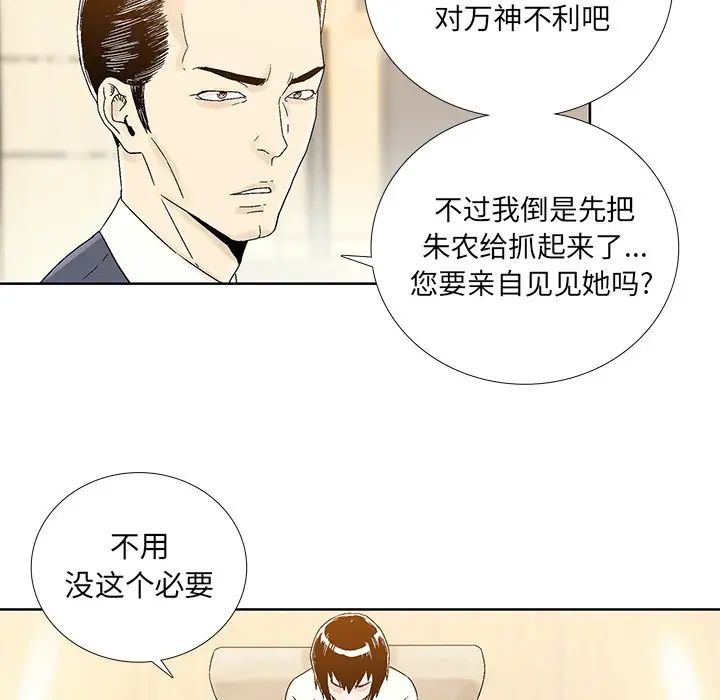 对万神不利吧
不过我倒是先把
朱农给抓起来了...
您要亲自见见她吗?
不用
没这个必要